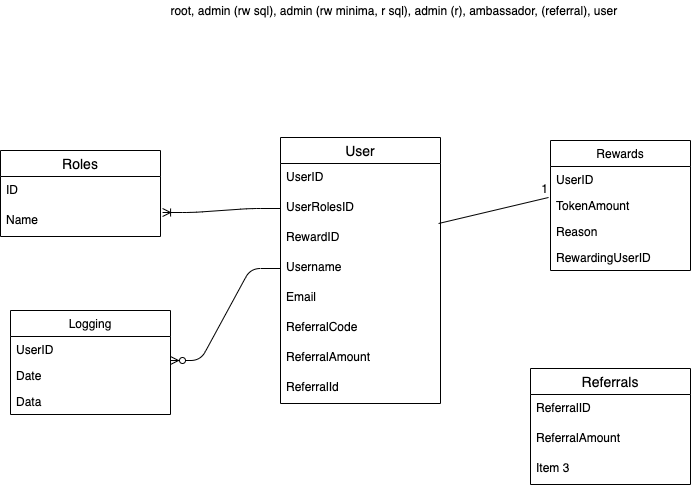 root, admin (rw sql), admin (rw minima, r sql), admin (r), ambassador, (referral), user
Roles
ID
Name
User
UserID
UserRolesID
RewardID
Username
Email
ReferralCode
ReferralAmount
ReferralId
1
Rewards
UserID
TokenAmount
Reason
RewardingUserID
Logging
UserID
Date
Data
Referrals
ReferralID
ReferralAmount
Item 3